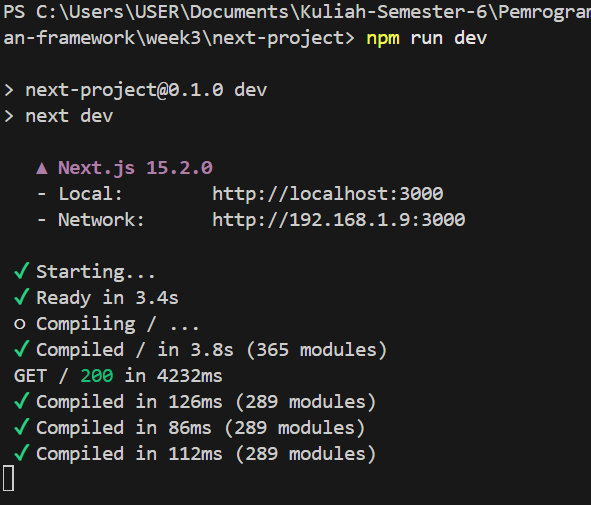 PS C:\Users\USER\Documents\Kuliah-Semester-6\Pemrogram
an-framework\week3\next-project> npm run dev
> next-project@0.1.0 dev
> next dev
▲ Next.js 15.2.0
- Local: http://localhost:3000
- Network: http://192.168.1.9:3000
✓ Starting...
✓ Ready in 3.4s
○ Compiling / ...
✓ Compiled / in 3.8s (365 modules)
GET / 200 in 4232ms
✓ Compiled in 126ms (289 modules)
✓ Compiled in 86ms (289 modules)
✓ Compiled in 112ms (289 modules)